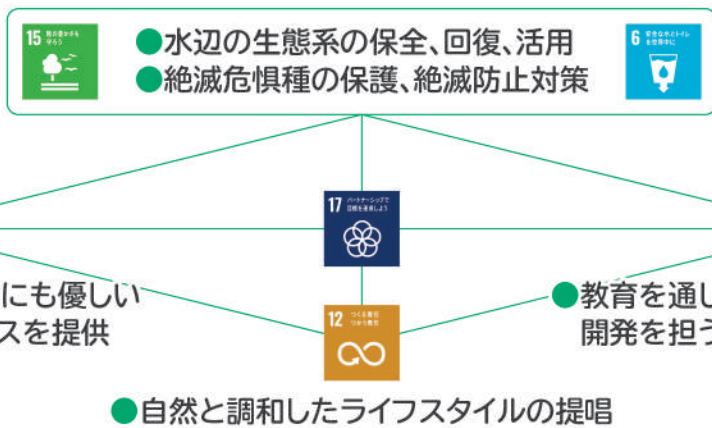 15 陸の豊かさも
守ろう
●水辺の生態系の保全、回復、活用
●絶滅危惧種の保護、絶滅防止対策
6 安全な水とトイレ
を世界中に
17 パートナーシップで
目標を達成しよう
にも優しい
スを提供
12 つくる責任
つかう責任
●教育を通し
開発を担う
●自然と調和したライフスタイルの提唱